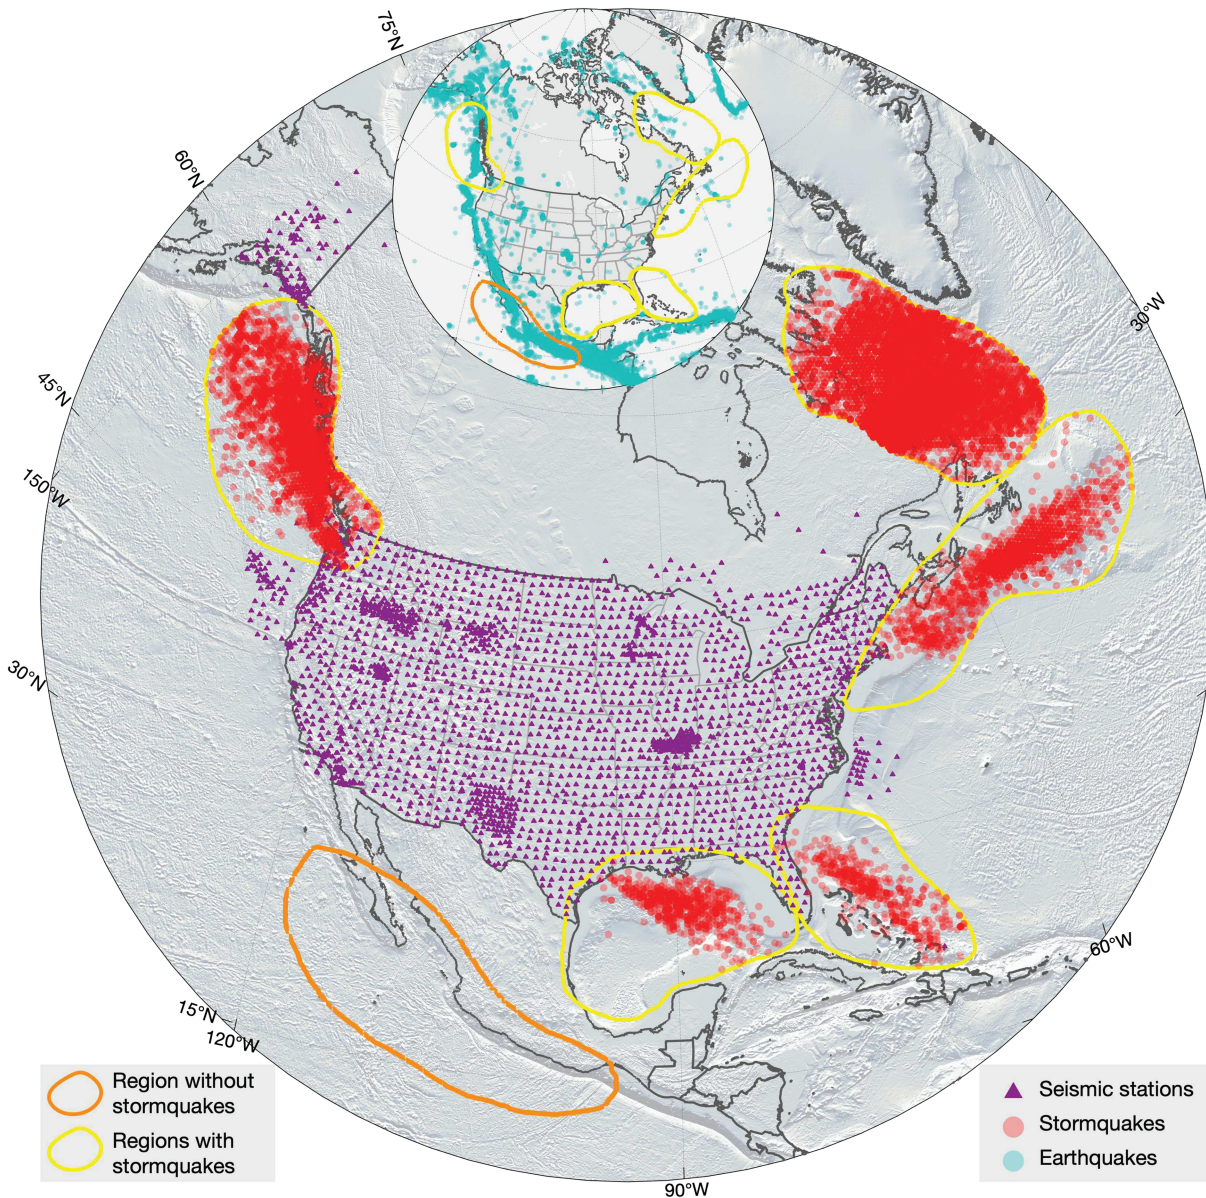 75°N
60°N
45°N
150°W
30°N
15°N
120°W
90°W
60°W
30°W
Region without
stormquakes
Regions with
stormquakes
Seismic stations
Stormquakes
Earthquakes